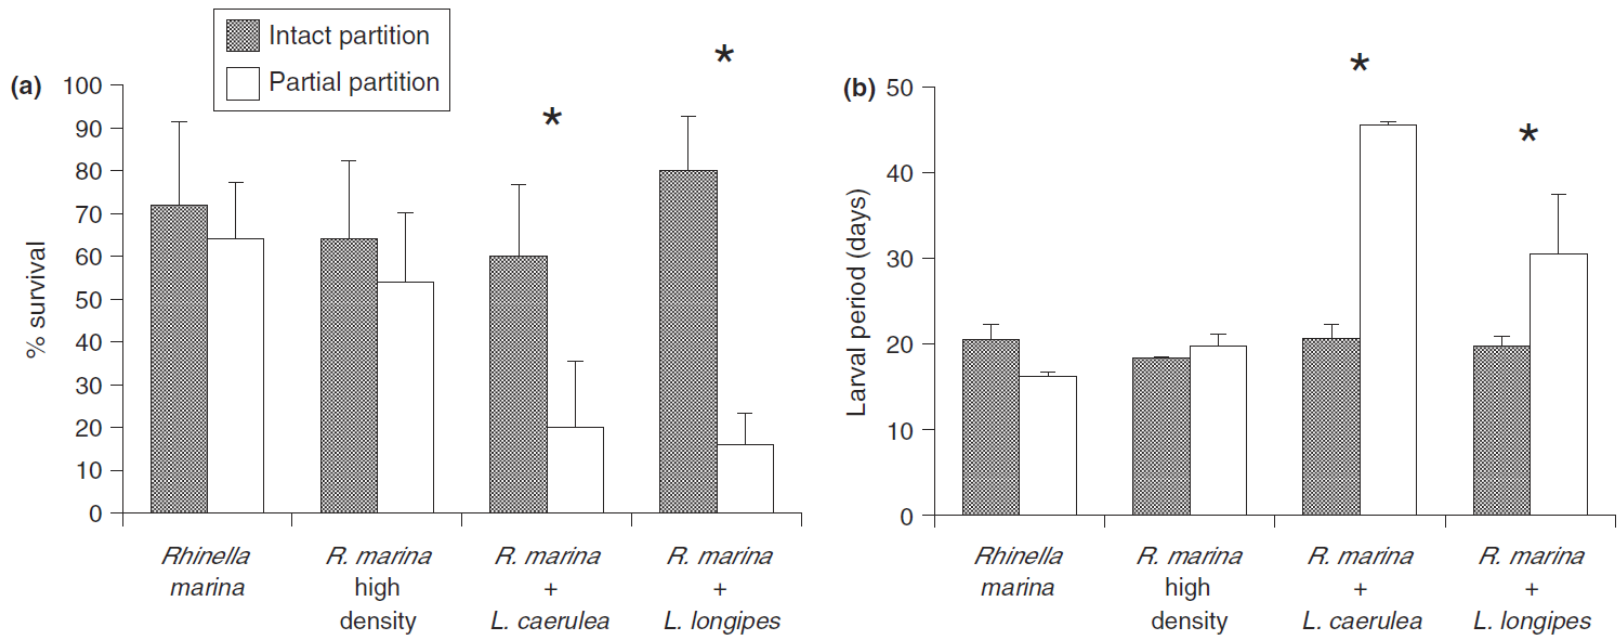 Intact partition
Partial partition
(a)
% survival
100
90
80
70
60
50
40
30
20
10
0
*
*
Rhinella
marina
R. marina
high
density
R. marina
+
L. caerulea
R. marina
+
L. longipes
(b)
Larval period (days)
50
40
30
20
10
0
*
*
Rhinella
marina
R. marina
high
density
R. marina
+
L. caerulea
R. marina
+
L. longipes